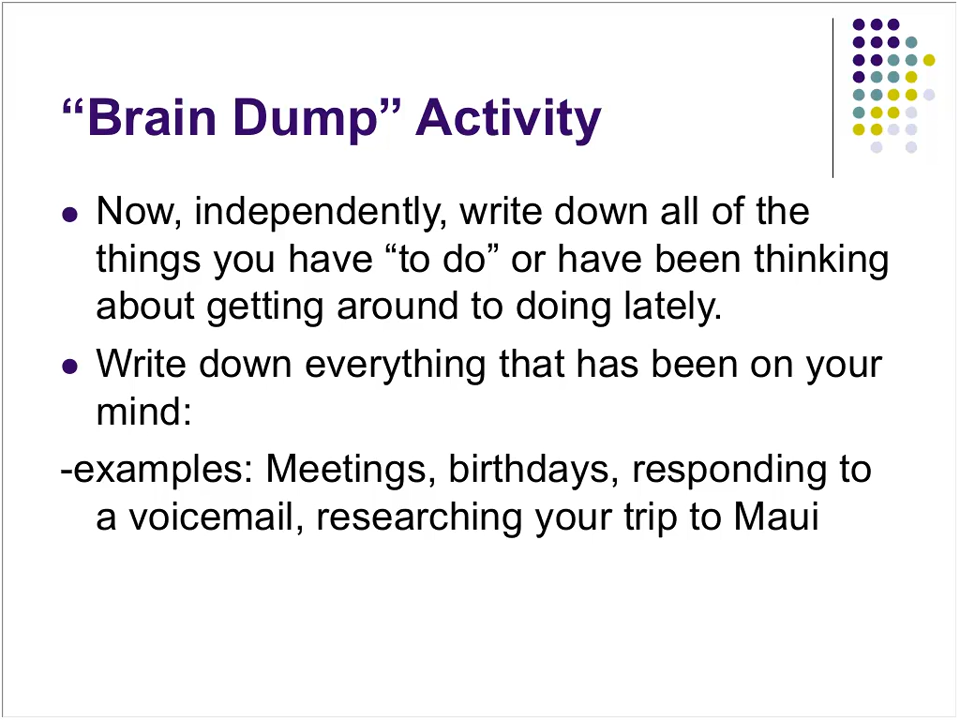 “Brain Dump” Activity
● Now, independently, write down all of the
things you have “to do” or have been thinking
about getting around to doing lately.
● Write down everything that has been on your
mind:
-examples: Meetings, birthdays, responding to
a voicemail, researching your trip to Maui